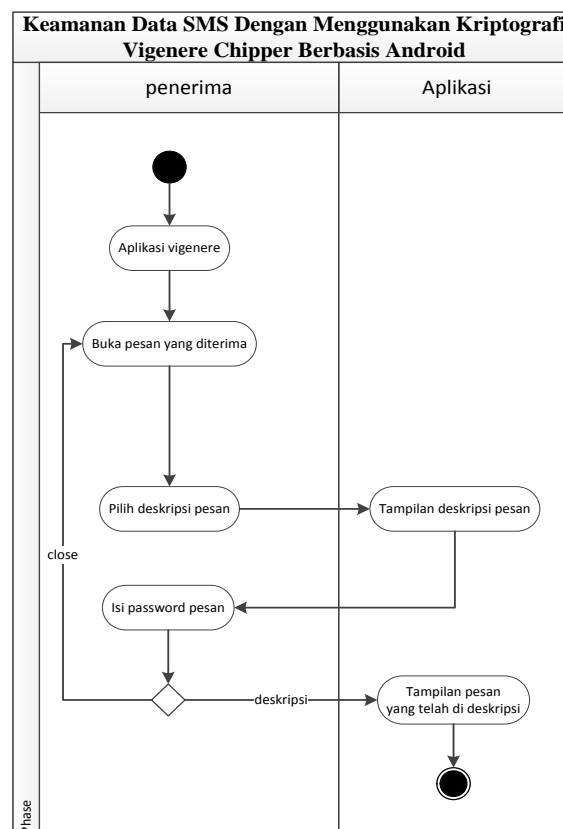 Keamanan Data SMS Dengan Menggunakan Kriptografi
Vigenere Chipper Berbasis Android
penerima
Aplikasi
Aplikasi vigenere
Buka pesan yang diterima
Pilih deskripsi pesan
Tampilan deskripsi pesan
close
Isi password pesan
deskripsi
Tampilan pesan
yang telah di deskripsi
Phase